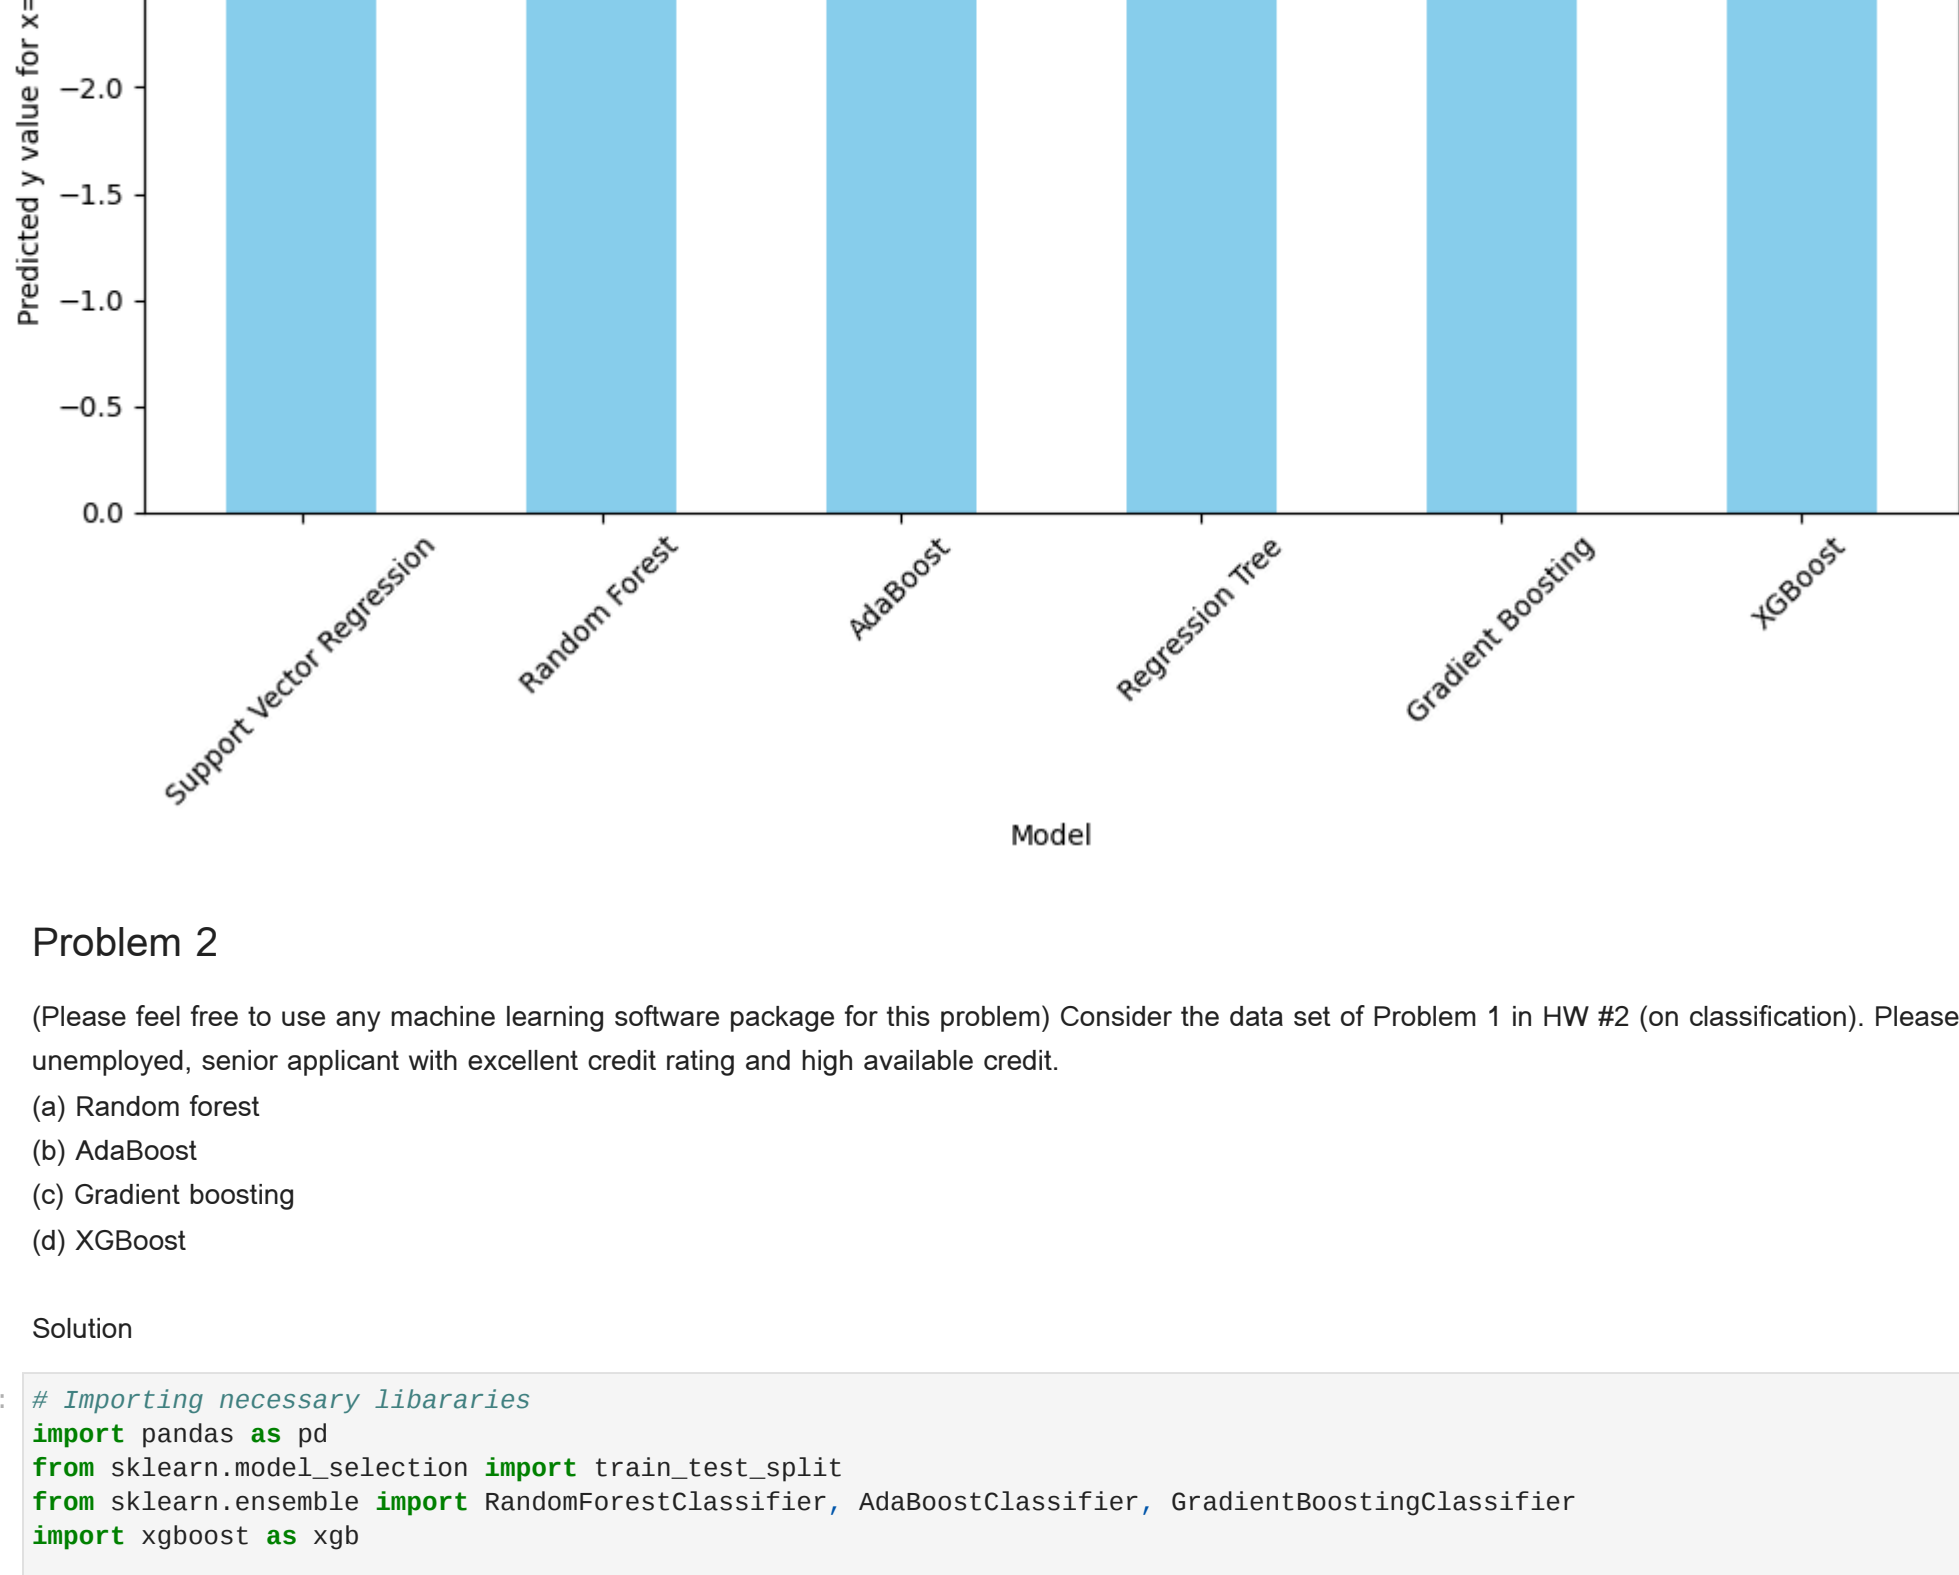 Predicted y value for x=
−2.0
−1.5
−1.0
−0.5
0.0
Support Vector Regression
Random Forest
AdaBoost
Regression Tree
Gradient Boosting
XGBoost
Model
Problem 2
(Please feel free to use any machine learning software package for this problem) Consider the data set of Problem 1 in HW #2 (on classification). Please
unemployed, senior applicant with excellent credit rating and high available credit.
(a) Random forest
(b) AdaBoost
(c) Gradient boosting
(d) XGBoost
Solution
: # Importing necessary libararies
import pandas as pd
from sklearn.model_selection import train_test_split
from sklearn.ensemble import RandomForestClassifier, AdaBoostClassifier, GradientBoostingClassifier
import xgboost as xgb